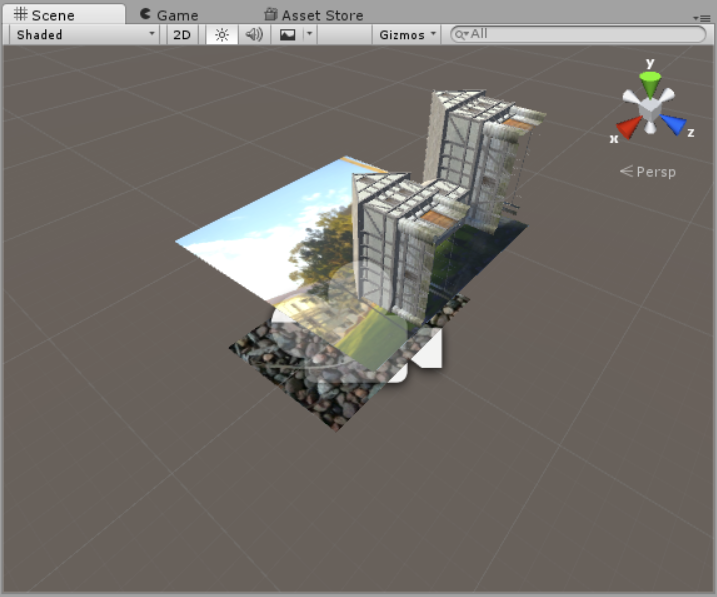 Scene Game Asset Store
Shaded 2D Gizmos All
y
x z
Persp